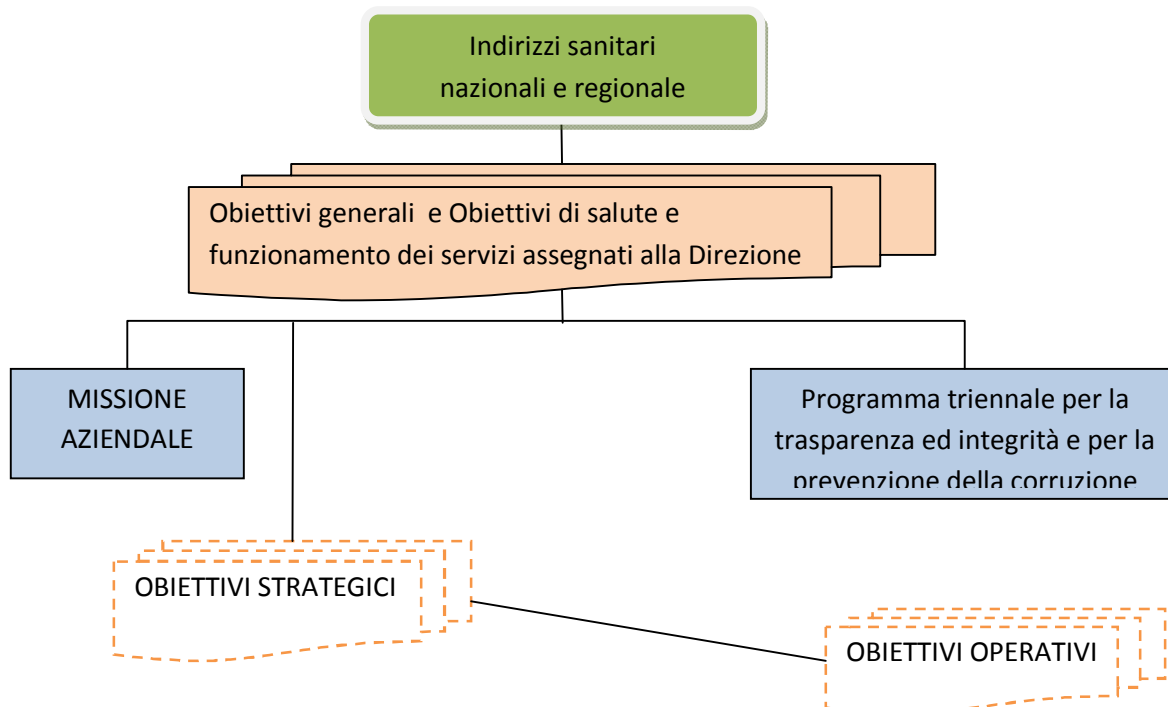 Indirizzi sanitari
nazionali e regionale
Obiettivi generali e Obiettivi di salute e
funzionamento dei servizi assegnati alla Direzione
MISSIONE
AZIENDALE
Programma triennale per la
trasparenza ed integrità e per la
prevenzione della corruzione
OBIETTIVI STRATEGICI
OBIETTIVI OPERATIVI